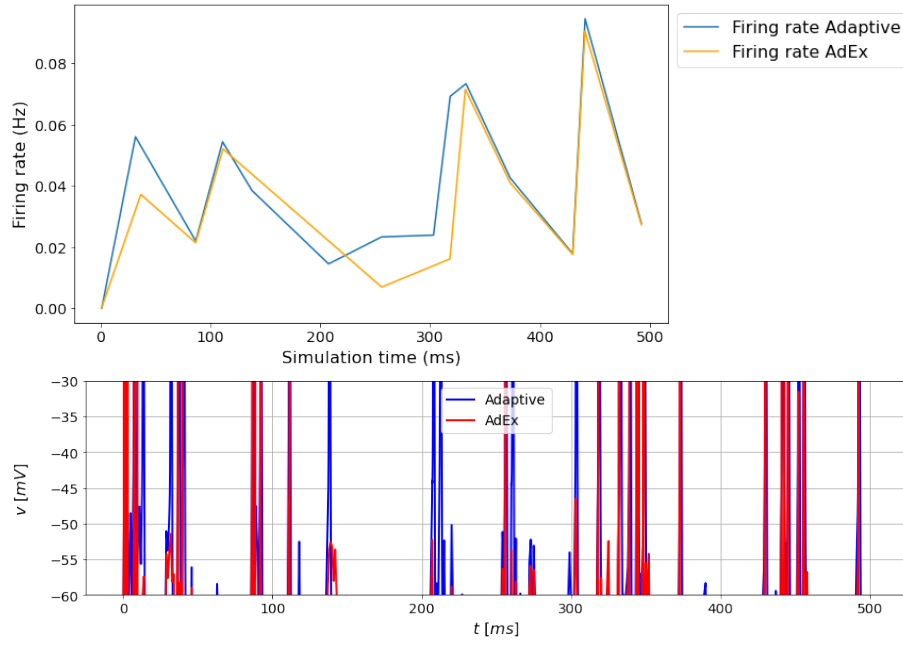 Firing rate Adaptive
Firing rate AdEx
Firing rate (Hz)
0.08
0.06
0.04
0.02
0.00
0 100 200 300 400 500
Simulation time (ms)
Adaptive
AdEx
v [mV]
−30
−35
−40
−45
−50
−55
−60
0 100 200 300 400 500
t [ms]